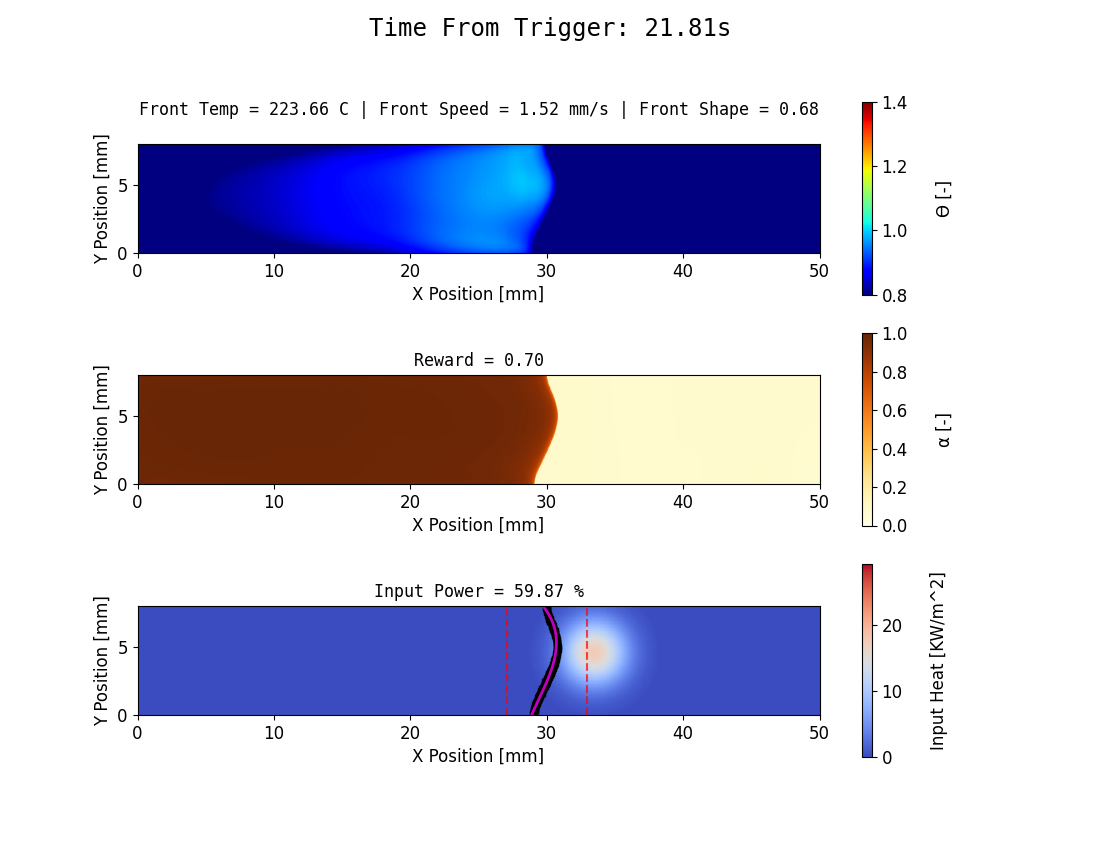 Time From Trigger: 21.81s
Front Temp = 223.66 C | Front Speed = 1.52 mm/s | Front Shape = 0.68
Y Position [mm]
5
0
0 10 20 30 40 50
X Position [mm]
1.4
1.2
1.0
0.8
Θ [-]
Reward = 0.70
Y Position [mm]
5
0
0 10 20 30 40 50
X Position [mm]
1.0
0.8
0.6
0.4
0.2
0.0
α [-]
Input Power = 59.87 %
Y Position [mm]
5
0
0 10 20 30 40 50
X Position [mm]
20
10
0
Input Heat [KW/m^2]